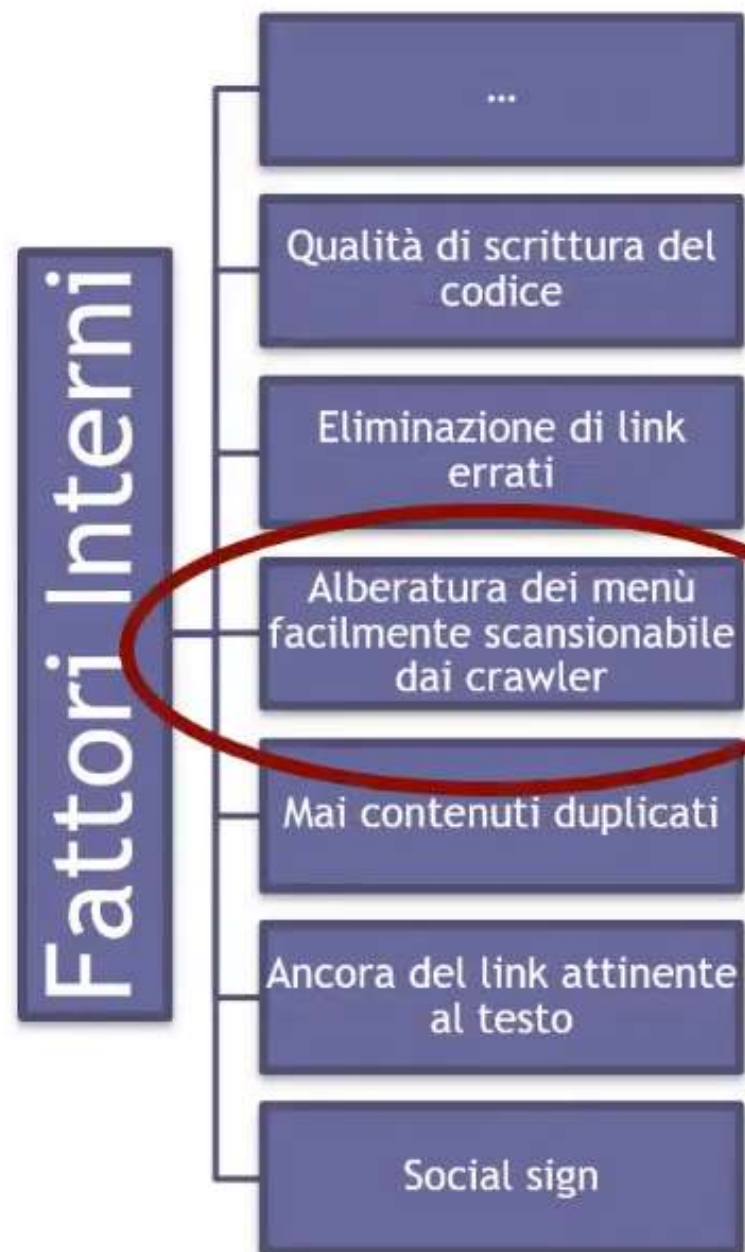 Fattori Interni
...
Qualità di scrittura del
codice
Eliminazione di link
errati
Alberatura dei menù
facilmente scansionabile
dai crawler
Mai contenuti duplicati
Ancora del link attinente
al testo
Social sign